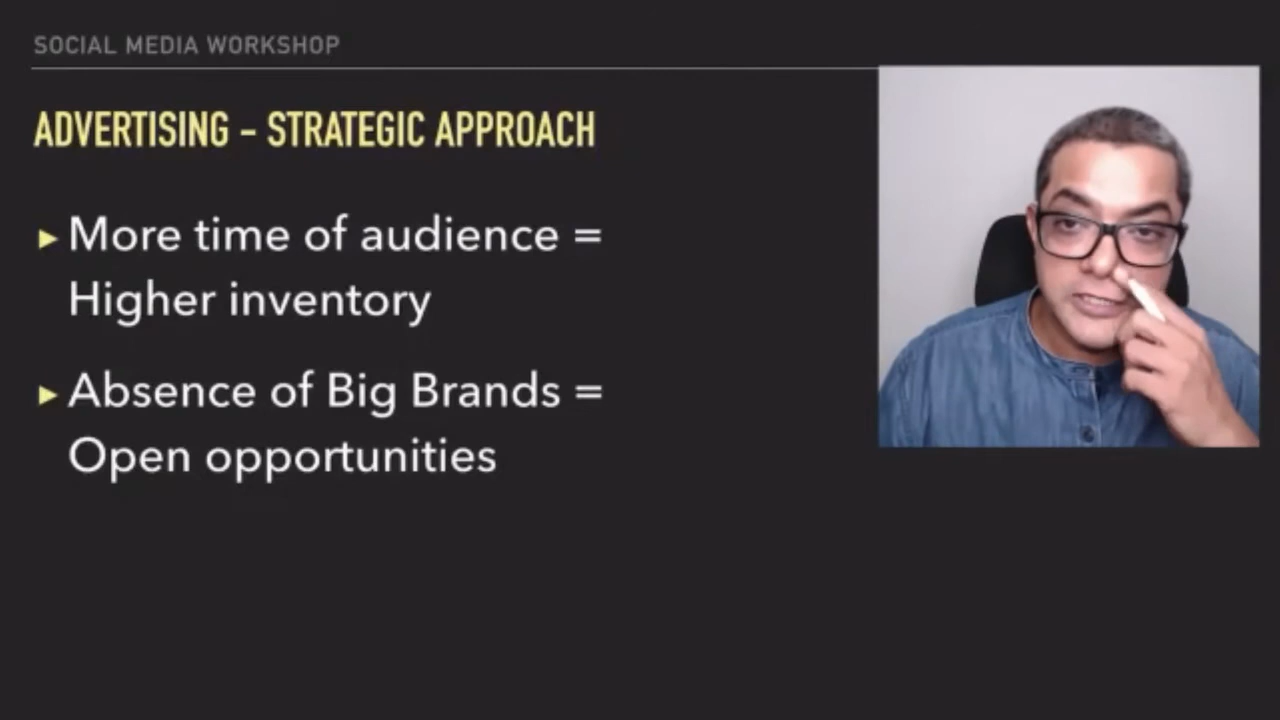 SOCIAL MEDIA WORKSHOP
ADVERTISING – STRATEGIC APPROACH
▸ More time of audience =
Higher inventory
▸ Absence of Big Brands =
Open opportunities